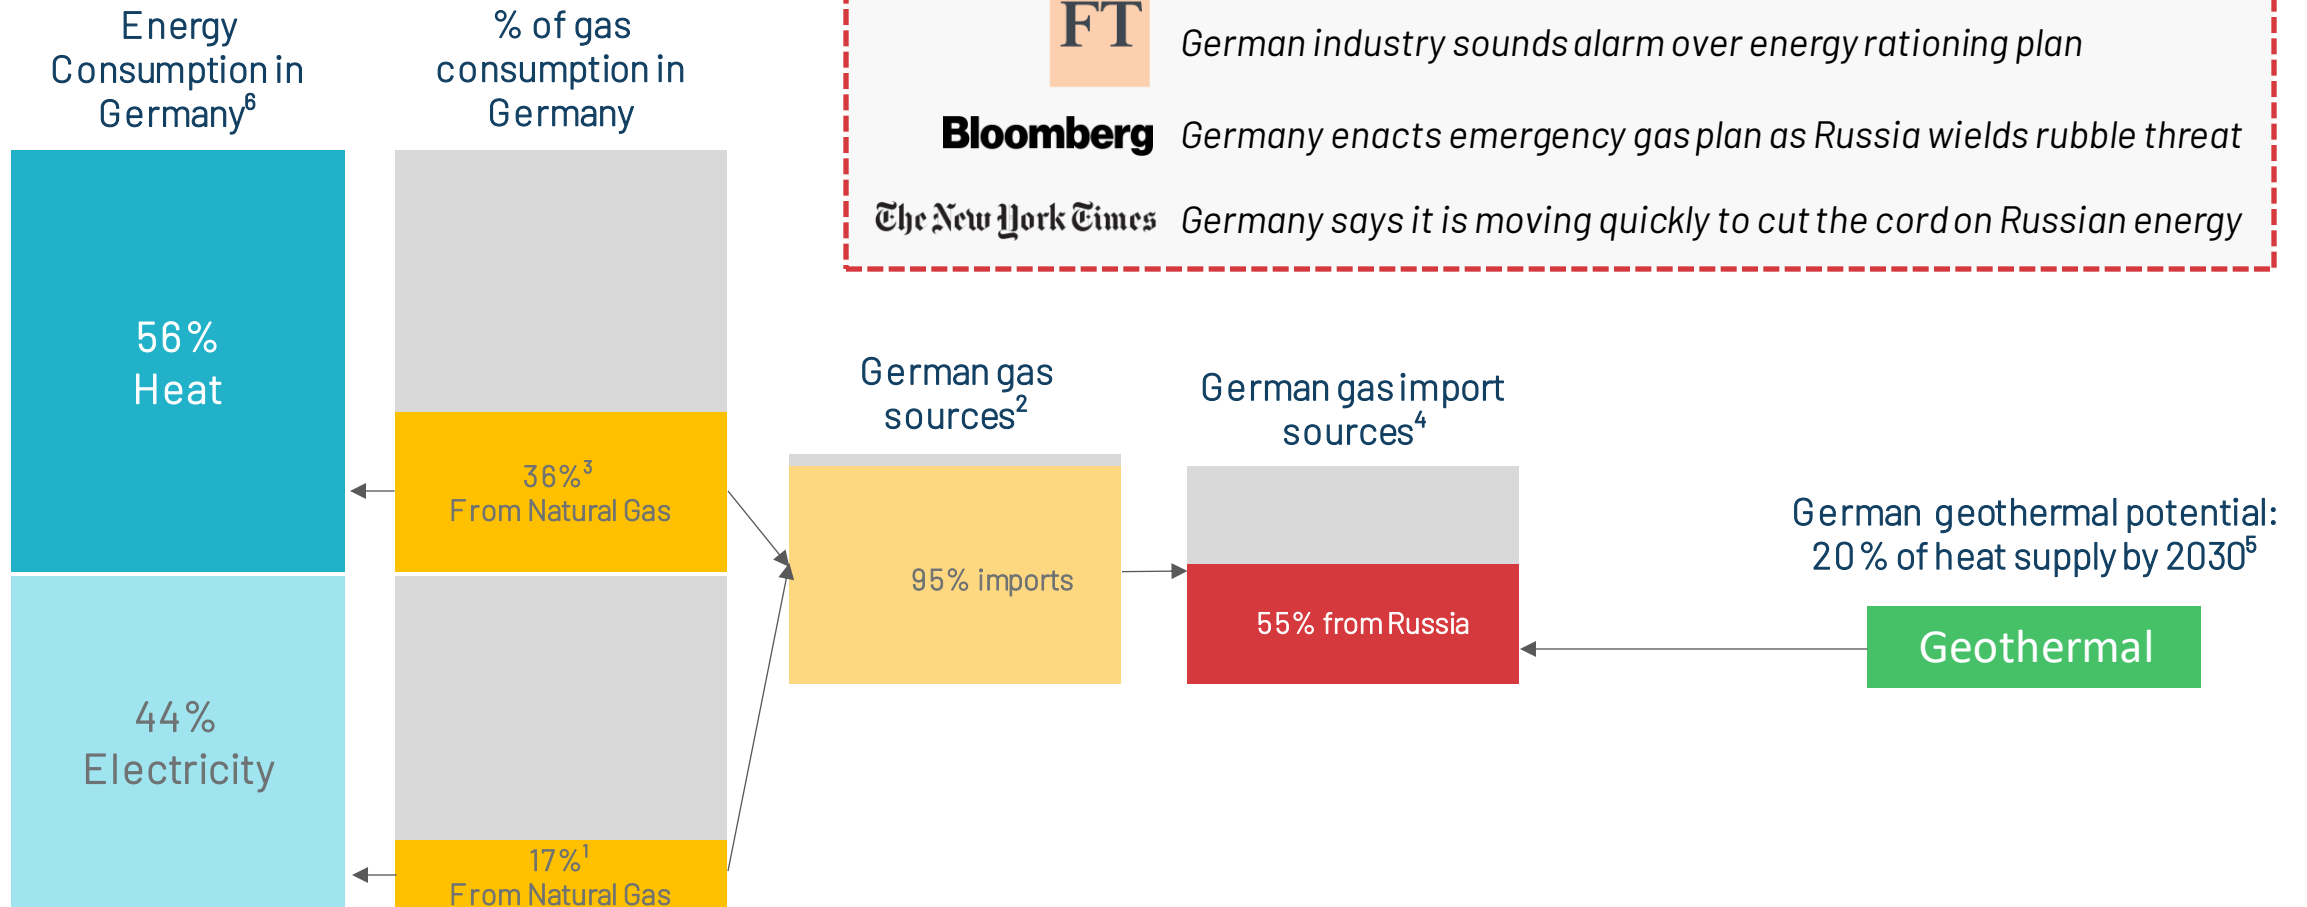 Energy
Consumption in
Germany⁶
% of gas
consumption in
Germany
FT
German industry sounds alarm over energy rationing plan
Bloomberg
Germany enacts emergency gas plan as Russia wields rubble threat
The New York Times
Germany says it is moving quickly to cut the cord on Russian energy
56%
Heat
36%³
From Natural Gas
German gas
sources²
95% imports
German gas import
sources⁴
55% from Russia
German geothermal potential:
20% of heat supply by 2030⁵
Geothermal
44%
Electricity
17%¹
From Natural Gas